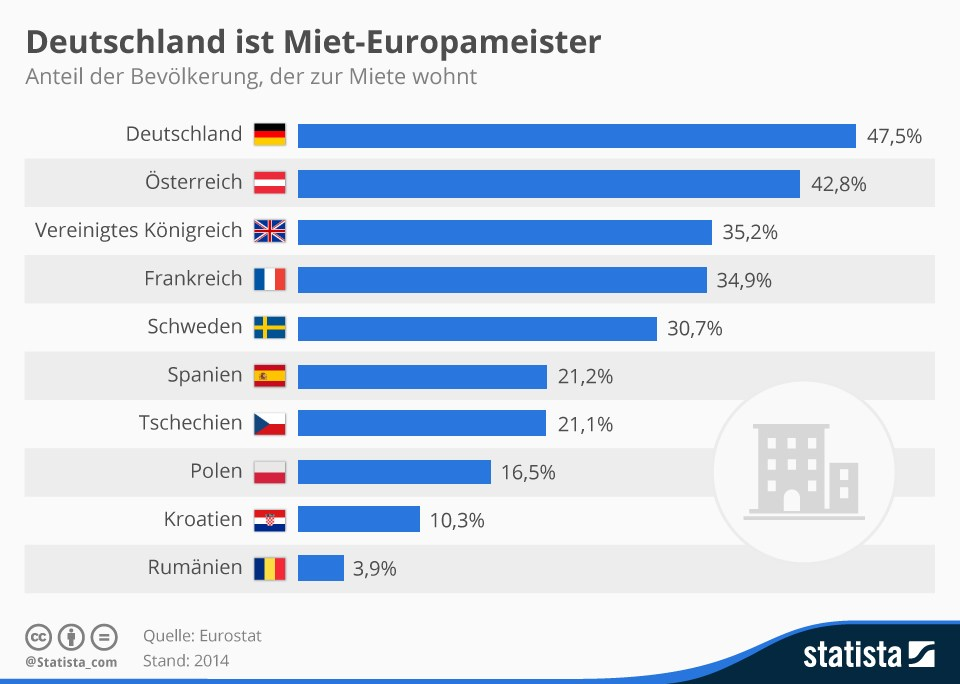 Deutschland ist Miet-Europameister
Anteil der Bevölkerung, der zur Miete wohnt
Deutschland 47,5%
Österreich 42,8%
Vereinigtes Königreich 35,2%
Frankreich 34,9%
Schweden 30,7%
Spanien 21,2%
Tschechien 21,1%
Polen 16,5%
Kroatien 10,3%
Rumänien 3,9%
cc
@Statista_com
Quelle: Eurostat
Stand: 2014
statista